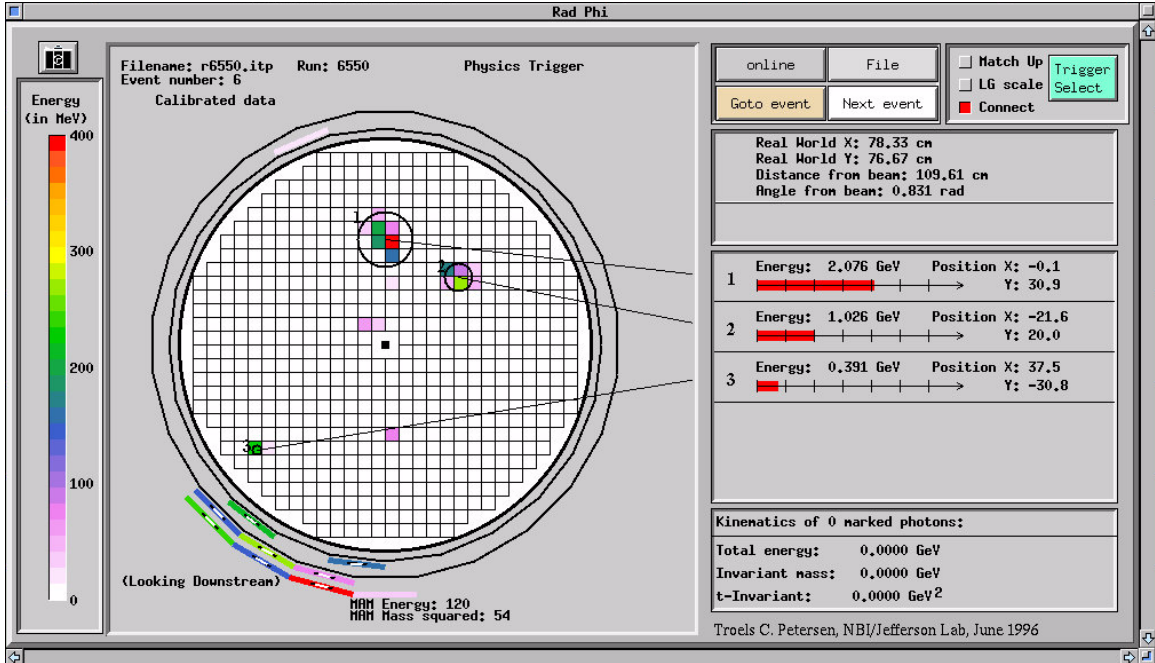 Rad Phi
Filename: r6550.itp Run: 6550 Physics Trigger
Event number: 6
Calibrated data
Energy
(in MeV)
400
300
200
100
0
1
2
3
(Looking Downstream)
MAM Energy: 120
MAM Mass squared: 54
online File
Goto event Next event
Match Up
LG scale
Connect
Trigger
Select
Real World X: 78.33 cm
Real World Y: 76.67 cm
Distance from beam: 109.61 cm
Angle from beam: 0.831 rad
1 Energy: 2.076 GeV Position X: -0.1
Y: 30.9
2 Energy: 1.026 GeV Position X: -21.6
Y: 20.0
3 Energy: 0.391 GeV Position X: 37.5
Y: -30.8
Kinematics of 0 marked photons:
Total energy: 0.0000 GeV
Invariant mass: 0.0000 GeV
t-Invariant: 0.0000 GeV2
Troels C. Petersen, NBI/Jefferson Lab, June 1996